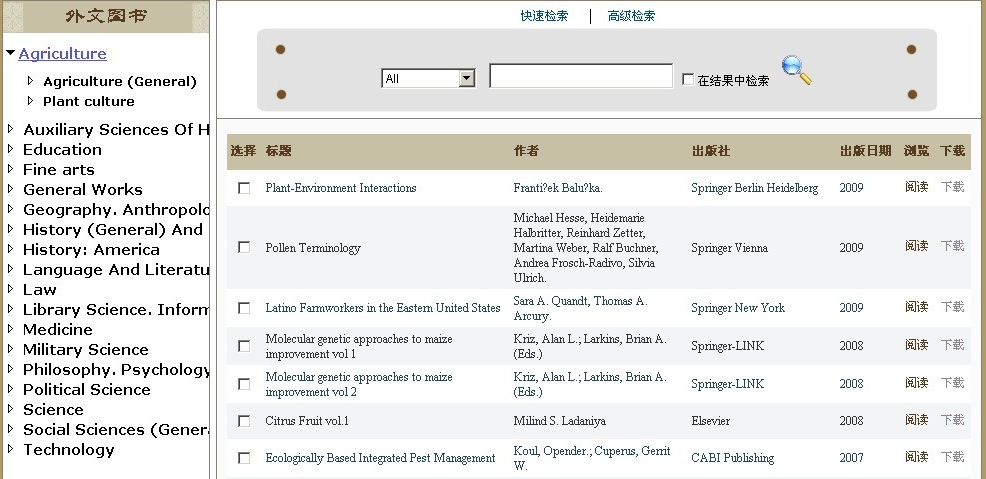 外文图书
Agriculture
Agriculture (General)
Plant culture
Auxiliary Sciences Of H
Education
Fine arts
General Works
Geography. Anthropolo
History (General) And
History: America
Language And Literatu
Law
Library Science. Inform
Medicine
Military Science
Philosophy. Psychology
Political Science
Science
Social Sciences (Genera
Technology
快速检索 | 高级检索
All 在结果中检索
选择 标题 作者 出版社 出版日期 浏览 下载
Plant-Environment Interactions Franti?ek Balu?ka. Springer Berlin Heidelberg 2009 阅读 下载
Michael Hesse, Heidemarie
Halbritter, Reinhard Zetter,
Pollen Terminology Martina Weber, Ralf Buchner, Springer Vienna 2009 阅读 下载
Andrea Frosch-Radivo, Silvia
Ulrich.
Latino Farmworkers in the Eastern United States Sara A. Quandt, Thomas A. Springer New York 2009 阅读 下载
Arcury.
Molecular genetic approaches to maize Kriz, Alan L.; Larkins, Brian A. Springer-LINK 2008 阅读 下载
improvement vol 1 (Eds.)
Molecular genetic approaches to maize Kriz, Alan L.; Larkins, Brian A. Springer-LINK 2008 阅读 下载
improvement vol 2 (Eds.)
Citrus Fruit vol.1 Milind S. Ladaniya Elsevier 2008 阅读 下载
Ecologically Based Integrated Pest Management Koul, Opender.; Cuperus, Gerrit CABI Publishing 2007 阅读 下载
W.